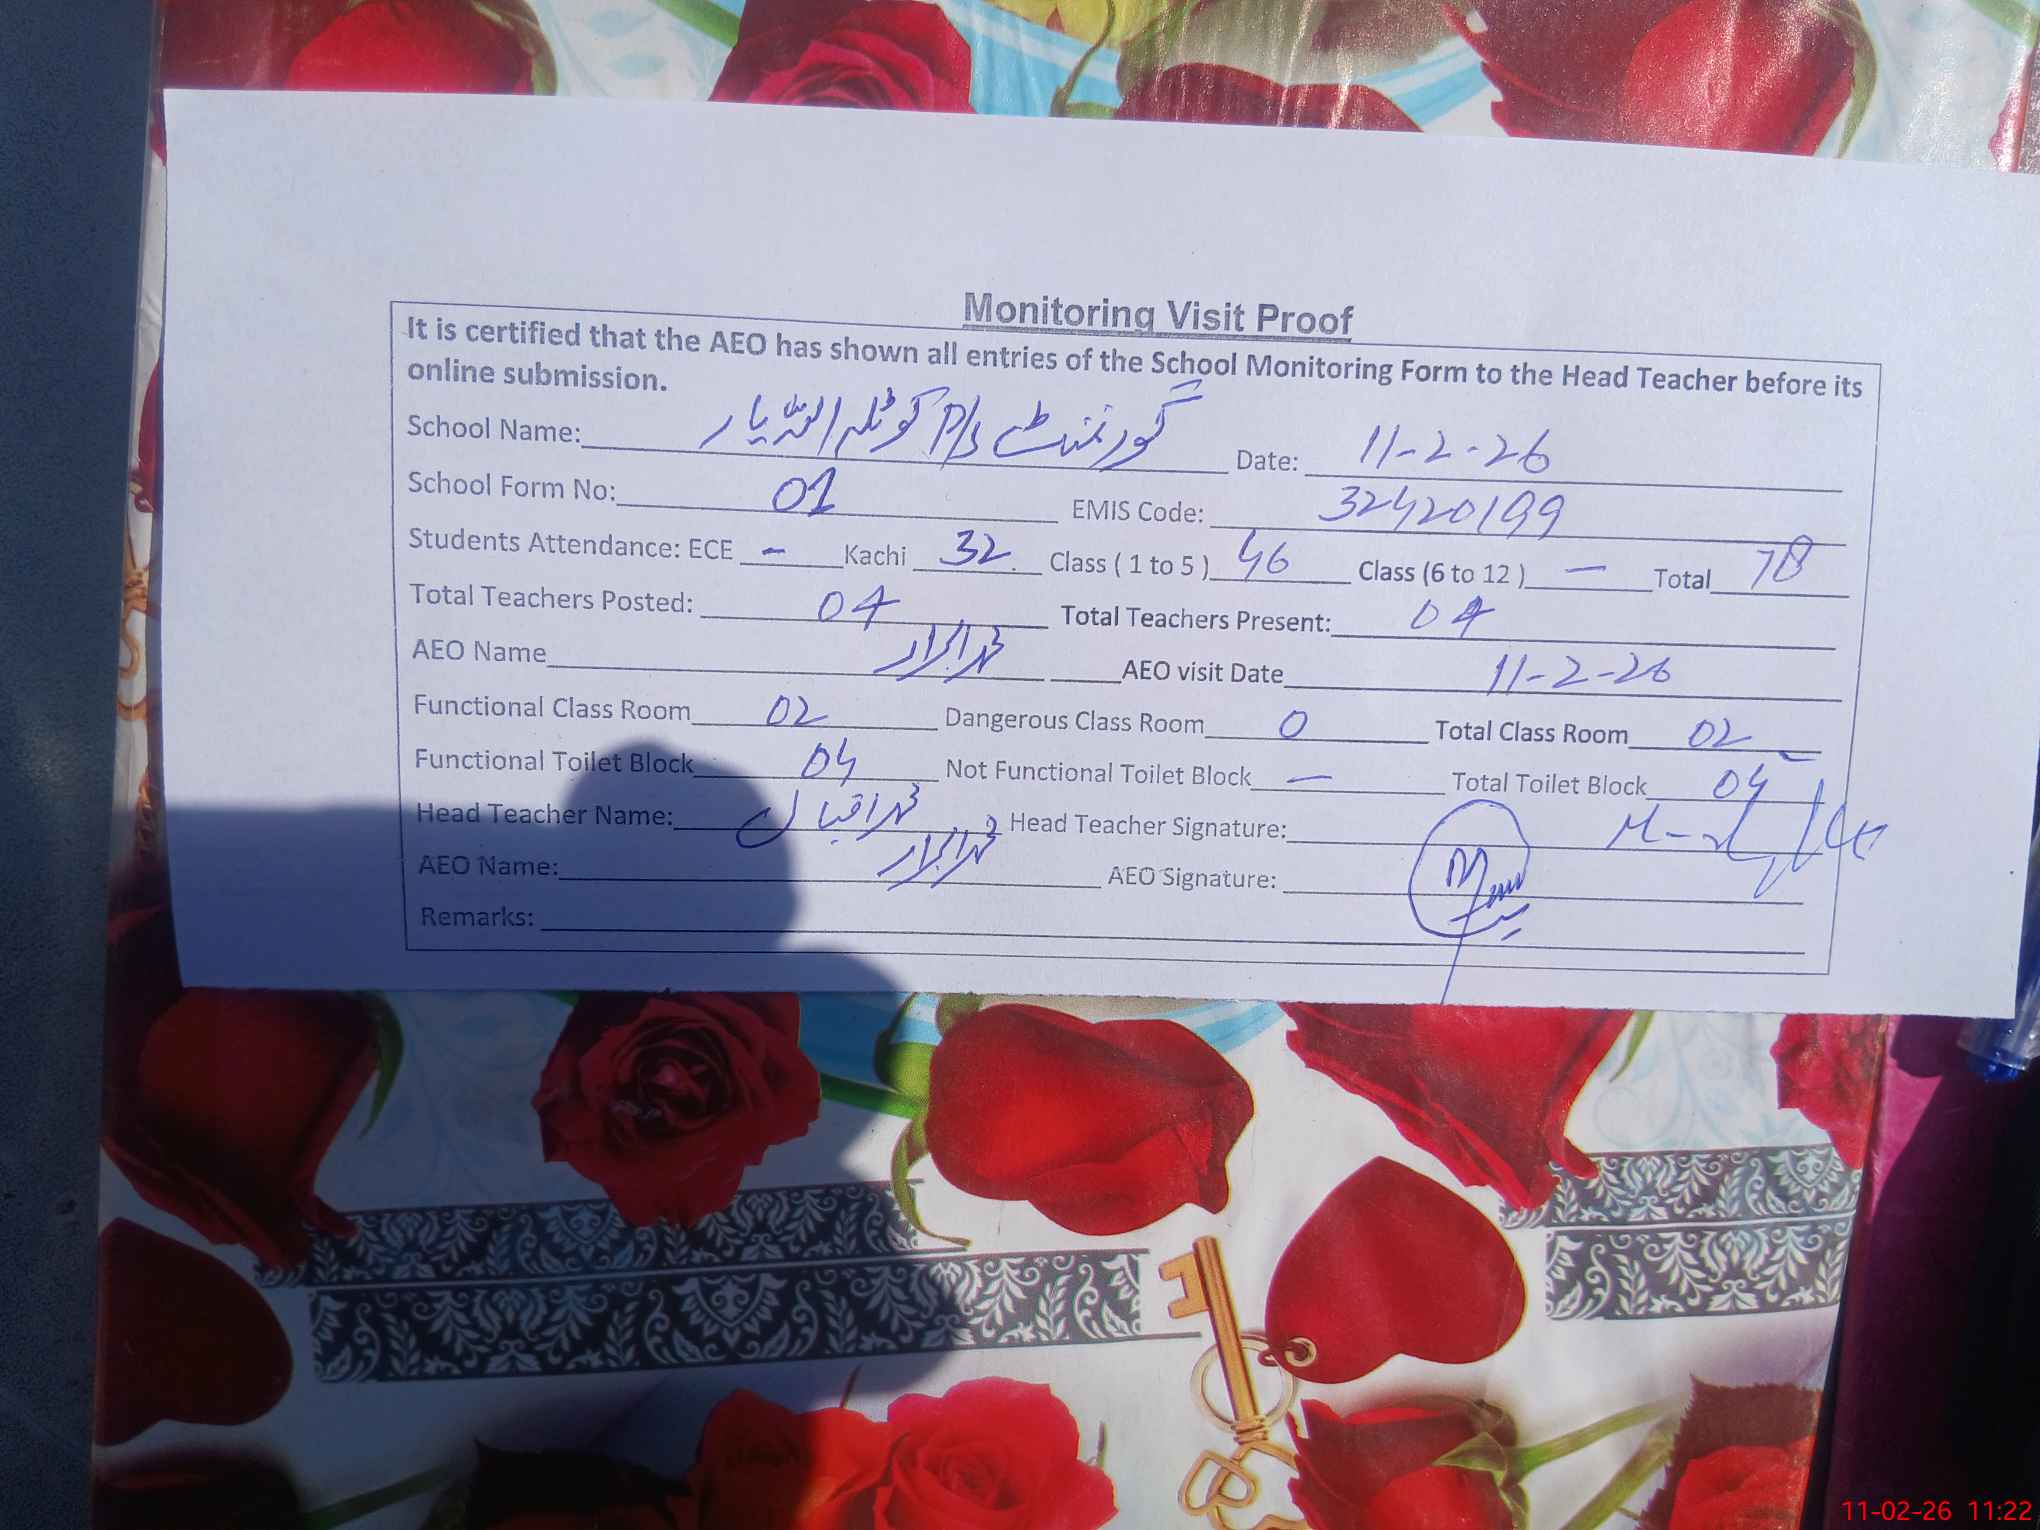 Monitoring Visit Proof
It is certified that the AEO has shown all entries of the School Monitoring Form to the Head Teacher before its
online submission.
School Name: گورنمنٹ P/S کوٹلہ اللہ یار Date: 11-2-26
School Form No: 01 EMIS Code: 32420199
Students Attendance: ECE - Kachi 32 Class ( 1 to 5 ) 46 Class (6 to 12 ) - Total 78
Total Teachers Posted: 04 Total Teachers Present: 04
AEO Name محمد ابرار AEO visit Date 11-2-26
Functional Class Room 02 Dangerous Class Room 0 Total Class Room 02
Functional Toilet Block 04 Not Functional Toilet Block - Total Toilet Block 04
Head Teacher Name: محمد اقبال Head Teacher Signature:
AEO Name: محمد ابرار AEO Signature:
Remarks:
11-02-26 11:22